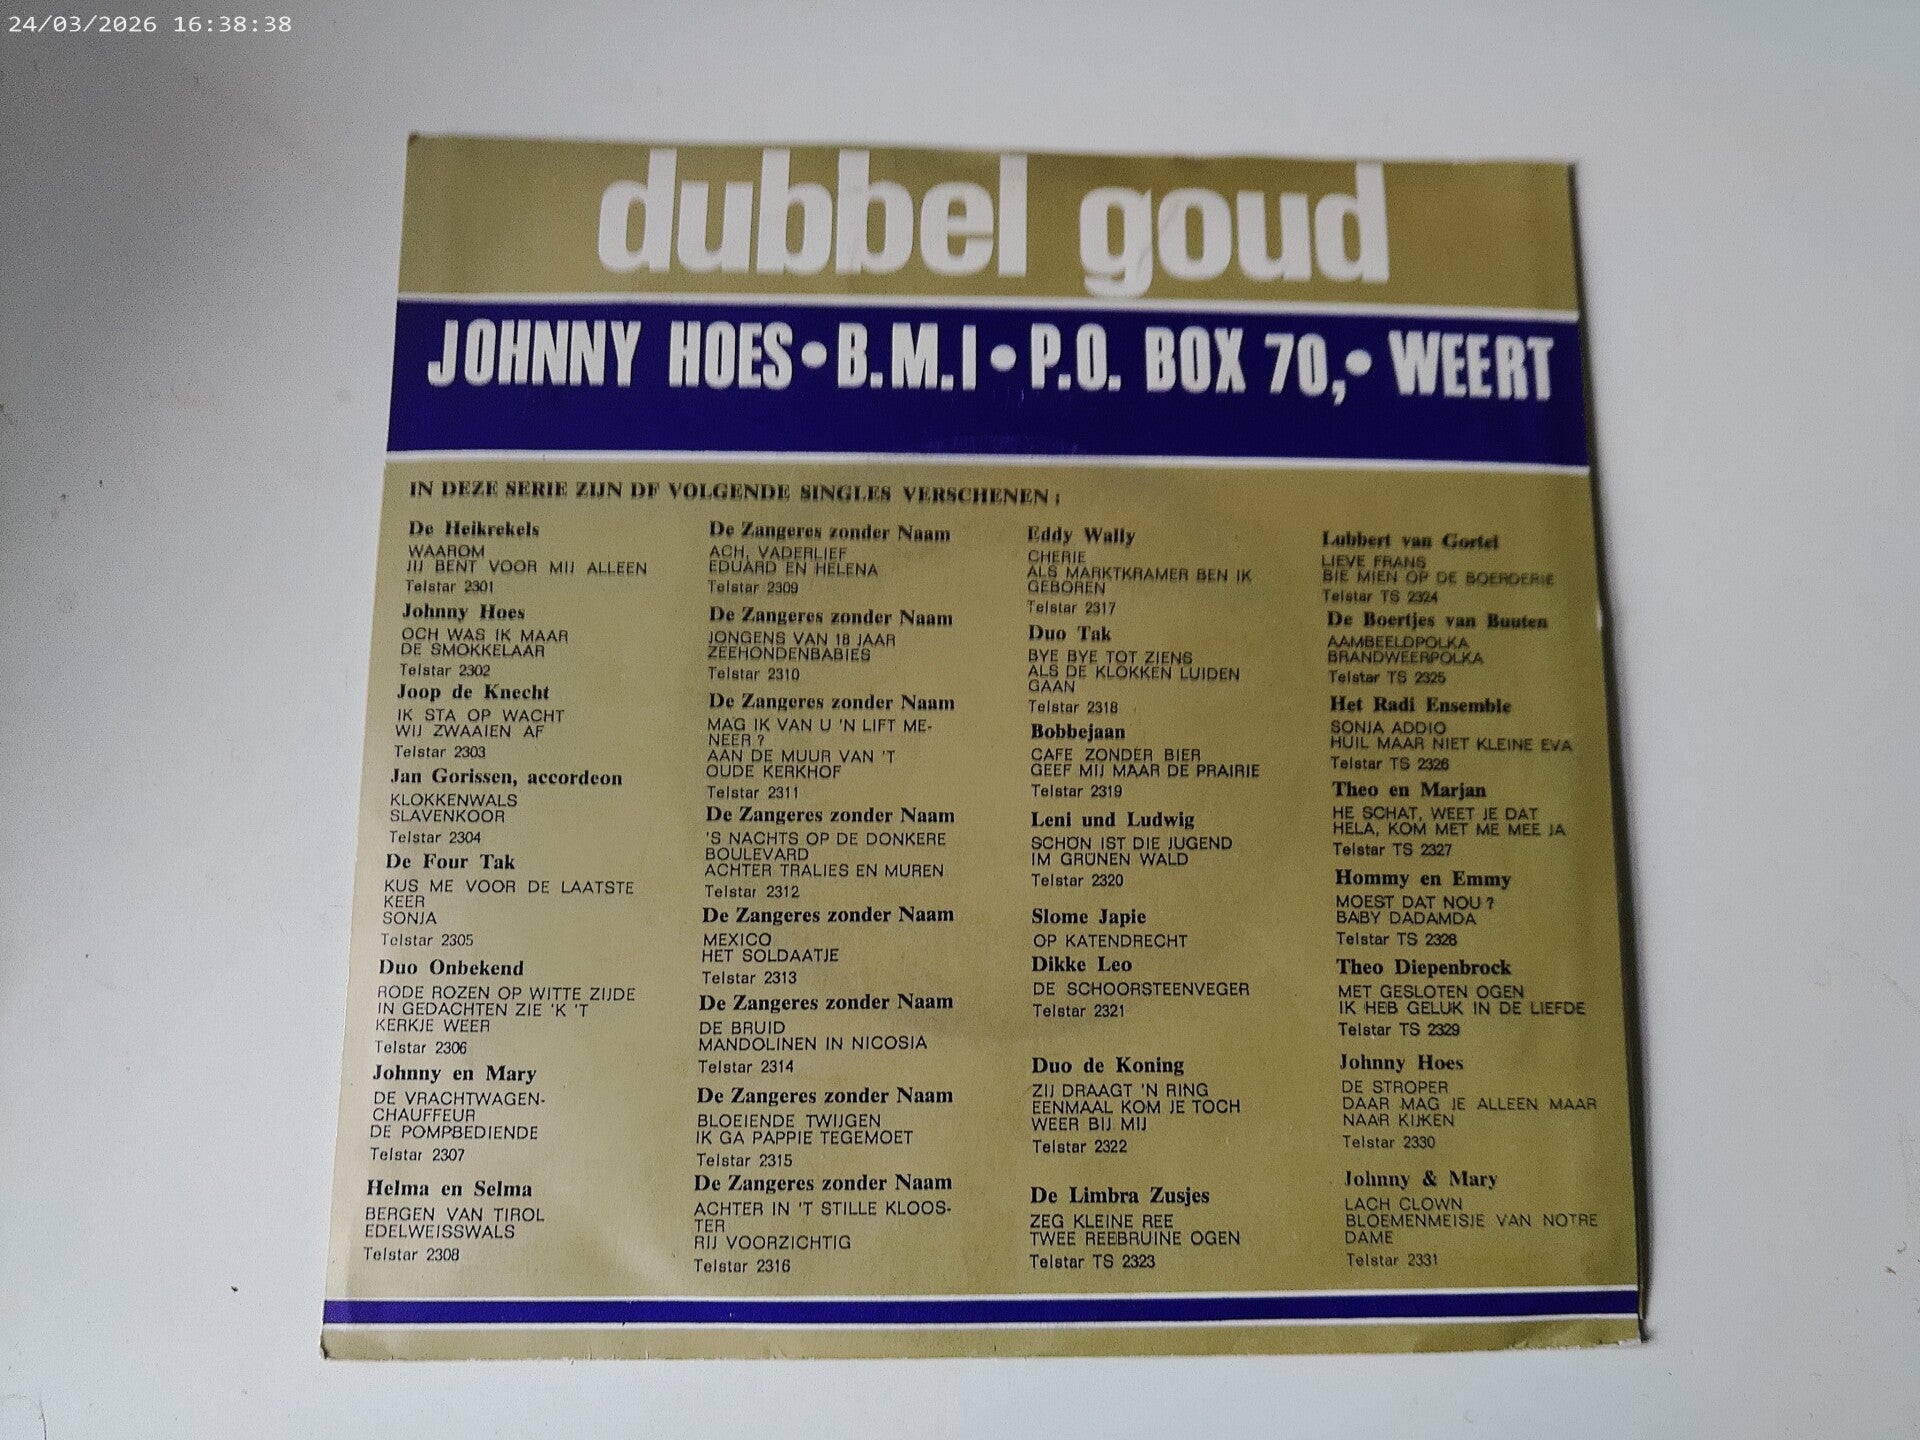 24/03/2026 16:38:38
dubbel goud
JOHNNY HOES • B.M.I • P.O. BOX 70, • WEERT
IN DEZE SERIE ZIJN DF VOLGENDE SINGLES VERSCHENEN ;
De Heikrekels
WAAROM
JIJ BENT VOOR MIJ ALLEEN
Telstar 2301
Johnny Hoes
OCH WAS IK MAAR
DE SMOKKELAAR
Telstar 2302
Joop de Knecht
IK STA OP WACHT
WIJ ZWAAIEN AF
Telstar 2303
Jan Gorissen, accordeon
KLOKKENWALS
SLAVENKOOR
Telstar 2304
De Four Tak
KUS ME VOOR DE LAATSTE
KEER
SONJA
Telstar 2305
Duo Onbekend
RODE ROZEN OP WITTE ZIJDE
IN GEDACHTEN ZIE 'K 'T
KERKJE WEER
Telstar 2306
Johnny en Mary
DE VRACHTWAGEN-
CHAUFFEUR
DE POMPBEDIENDE
Telstar 2307
Helma en Selma
BERGEN VAN TIROL
EDELWEISSWALS
Telstar 2308
De Zangeres zonder Naam
ACH, VADERLIEF
EDUARD EN HELENA
Telstar 2309
De Zangeres zonder Naam
JONGENS VAN 18 JAAR
ZEEHONDENBABIES
Telstar 2310
De Zangeres zonder Naam
MAG IK VAN U 'N LIFT ME-
NEER ?
AAN DE MUUR VAN 'T
OUDE KERKHOF
Telstar 2311
De Zangeres zonder Naam
'S NACHTS OP DE DONKERE
BOULEVARD
ACHTER TRALIES EN MUREN
Telstar 2312
De Zangeres zonder Naam
MEXICO
HET SOLDAATJE
Telstar 2313
De Zangeres zonder Naam
DE BRUID
MANDOLINEN IN NICOSIA
Telstar 2314
De Zangeres zonder Naam
BLOEIENDE TWIJGEN
IK GA PAPPIE TEGEMOET
Telstar 2315
De Zangeres zonder Naam
ACHTER IN 'T STILLE KLOOS-
TER
RIJ VOORZICHTIG
Telstar 2316
Eddy Wally
CHERIE
ALS MARKTKRAMER BEN IK
GEBOREN
Telstar 2317
Duo Tak
BYE BYE TOT ZIENS
ALS DE KLOKKEN LUIDEN
GAAN
Telstar 2318
Bobbejaan
CAFE ZONDER BIER
GEEF MIJ MAAR DE PRAIRIE
Telstar 2319
Leni und Ludwig
SCHÖN IST DIE JUGEND
IM GRÜNEN WALD
Telstar 2320
Slome Japie
OP KATENDRECHT
Dikke Leo
DE SCHOORSTEENVEGER
Telstar 2321
Duo de Koning
ZIJ DRAAGT 'N RING
EENMAAL KOM JE TOCH
WEER BIJ MIJ
Telstar 2322
De Limbra Zusjes
ZEG KLEINE REE
TWEE REEBRUINE OGEN
Telstar TS 2323
Lubbert van Gortel
LIEVE FRANS
BIE MIEN OP DE BOERDERIE
Telstar TS 2324
De Boertjes van Buuten
AAMBEELDPOLKA
BRANDWEERPOLKA
Telstar TS 2325
Het Radi Ensemble
SONJA ADDIO
HUIL MAAR NIET KLEINE EVA
Telstar TS 2326
Theo en Marjan
HE SCHAT, WEET JE DAT
HELA, KOM MET ME MEE JA
Telstar TS 2327
Hommy en Emmy
MOEST DAT NOU ?
BABY DADAMDA
Telstar TS 2328
Theo Diepenbrock
MET GESLOTEN OGEN
IK HEB GELUK IN DE LIEFDE
Telstar TS 2329
Johnny Hoes
DE STROPER
DAAR MAG JE ALLEEN MAAR
NAAR KIJKEN
Telstar 2330
Johnny & Mary
LACH CLOWN
BLOEMENMEISJE VAN NOTRE
DAME
Telstar 2331